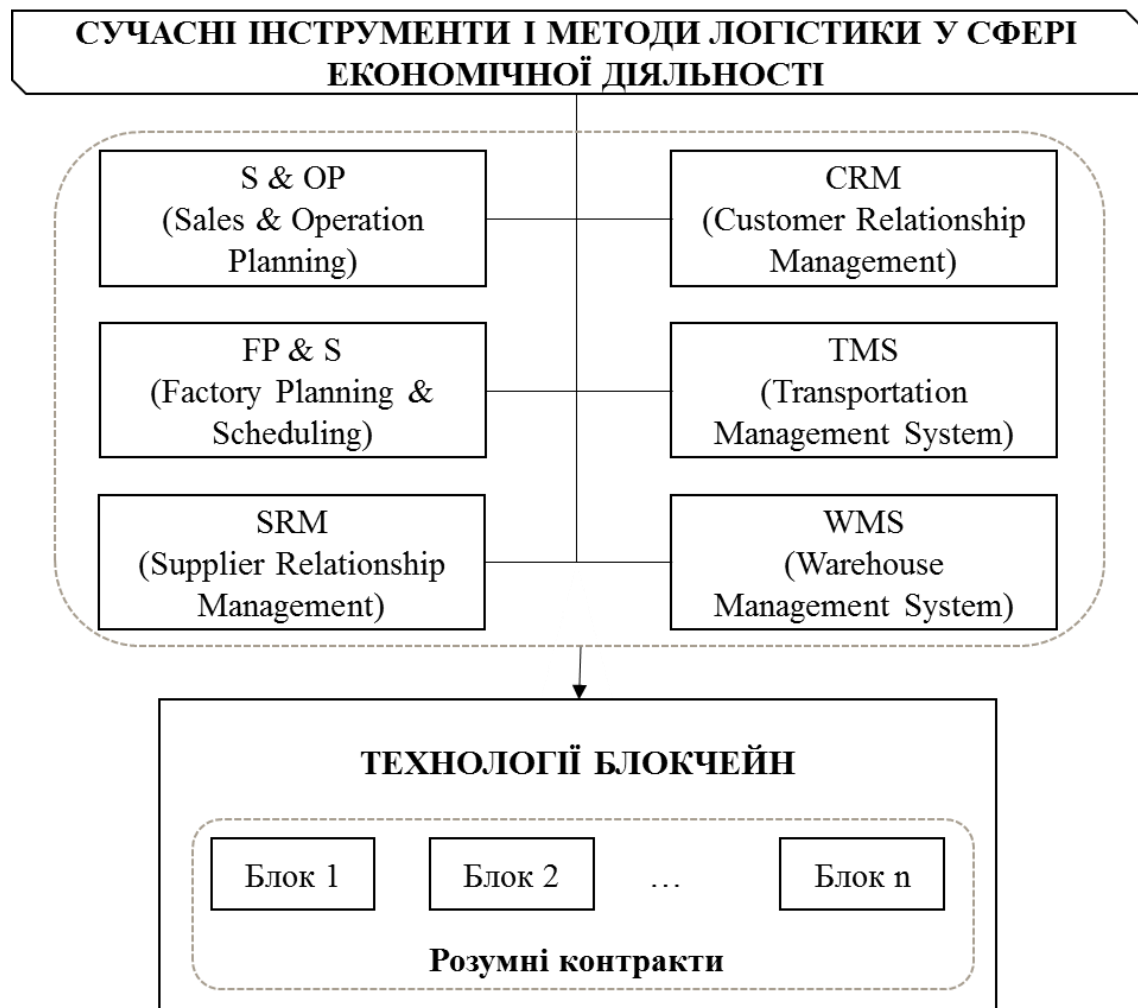 СУЧАСНІ ІНСТРУМЕНТИ І МЕТОДИ ЛОГІСТИКИ У СФЕРІ
ЕКОНОМІЧНОЇ ДІЯЛЬНОСТІ
S & OP
(Sales & Operation
Planning)
CRM
(Customer Relationship
Management)
FP & S
(Factory Planning &
Scheduling)
TMS
(Transportation
Management System)
SRM
(Supplier Relationship
Management)
WMS
(Warehouse
Management System)
ТЕХНОЛОГІЇ БЛОКЧЕЙН
Блок 1
Блок 2
...
Блок n
Розумні контракти